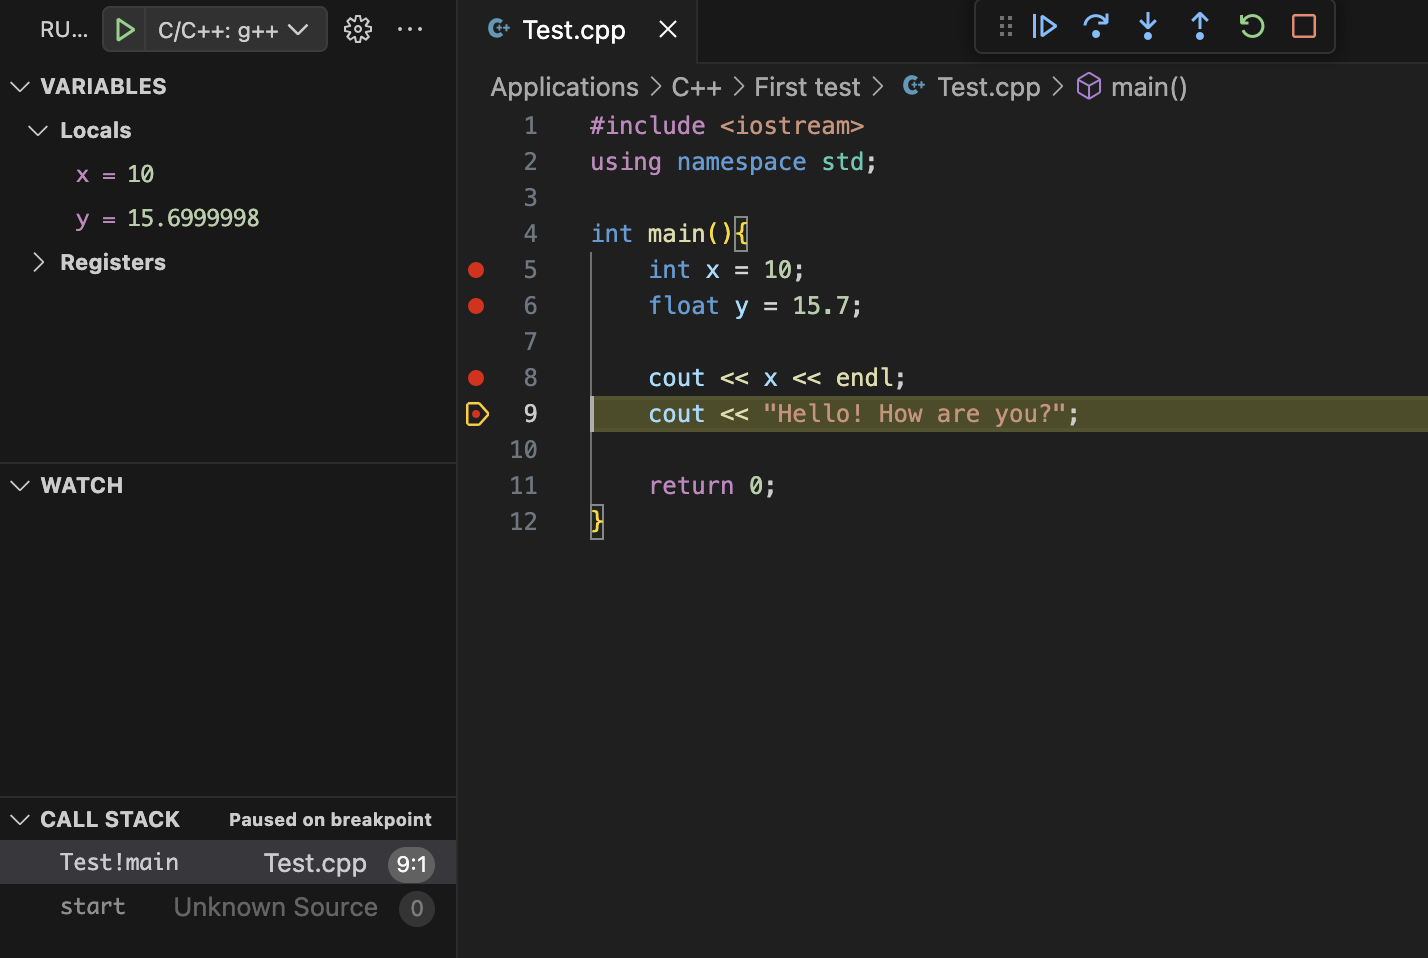 RU...
C/C++: g++
VARIABLES
Locals
x = 10
y = 15.6999998
Registers
WATCH
CALL STACK
Paused on breakpoint
Test!main Test.cpp 9:1
start Unknown Source 0
Test.cpp
Applications > C++ > First test > Test.cpp > main()
1 #include <iostream>
2 using namespace std;
3
4 int main(){
5 int x = 10;
6 float y = 15.7;
7
8 cout << x << endl;
9 cout << "Hello! How are you?";
10
11 return 0;
12 }